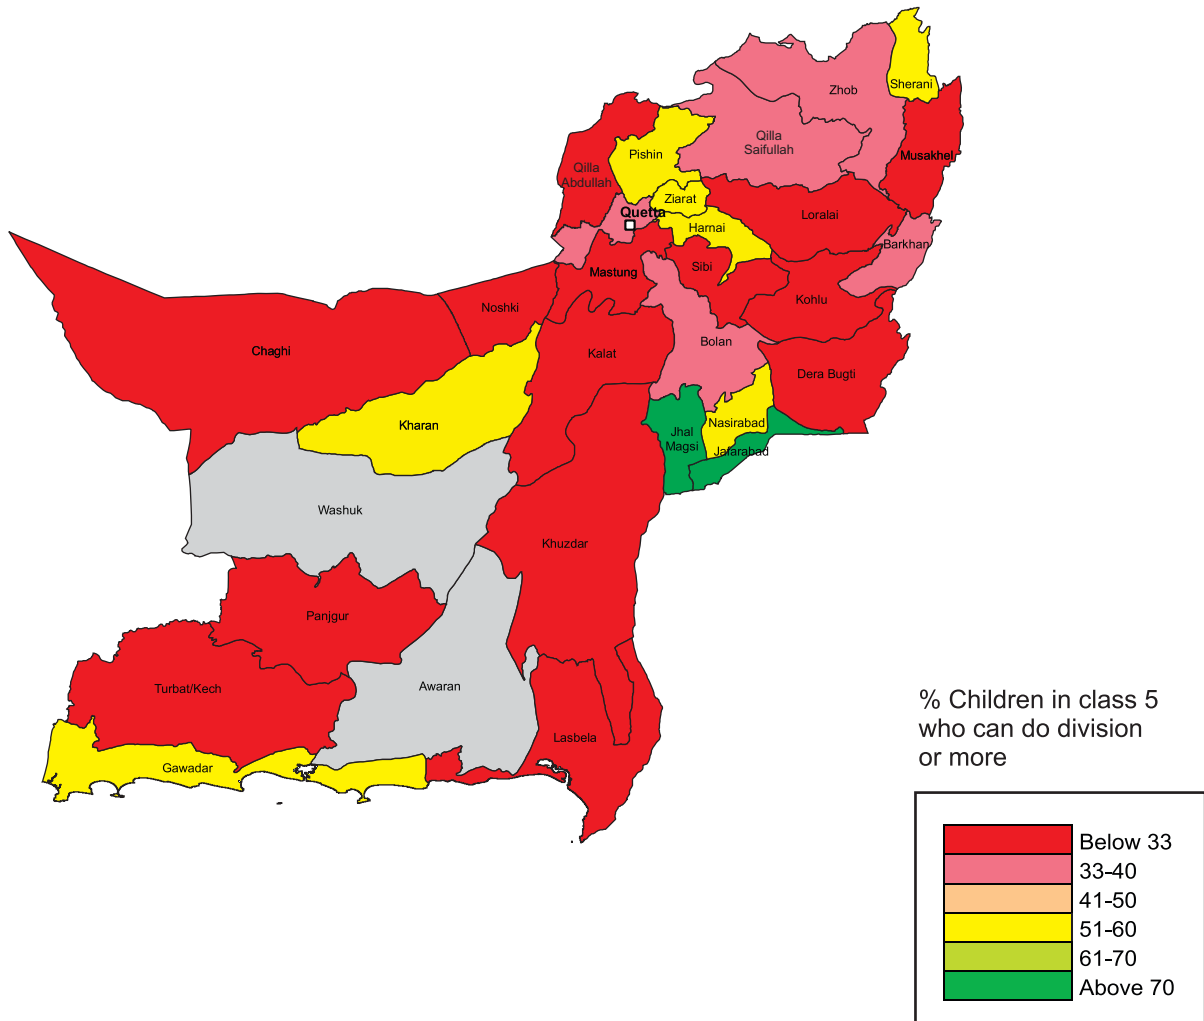 Sherani
Zhob
Qilla
Saifullah
Musakhel
Pishin
Qilla
Abdullah
Ziarat
Quetta
Loralai
Harnai
Barkhan
Sibi
Mastung
Kohlu
Noshki
Bolan
Chaghi
Kalat
Dera Bugti
Kharan
Nasirabad
Jhal
Magsi
Jafarabad
Washuk
Khuzdar
Panjgur
Awaran
Turbat/Kech
Lasbela
Gawadar
% Children in class 5
who can do division
or more
Below 33
33-40
41-50
51-60
61-70
Above 70